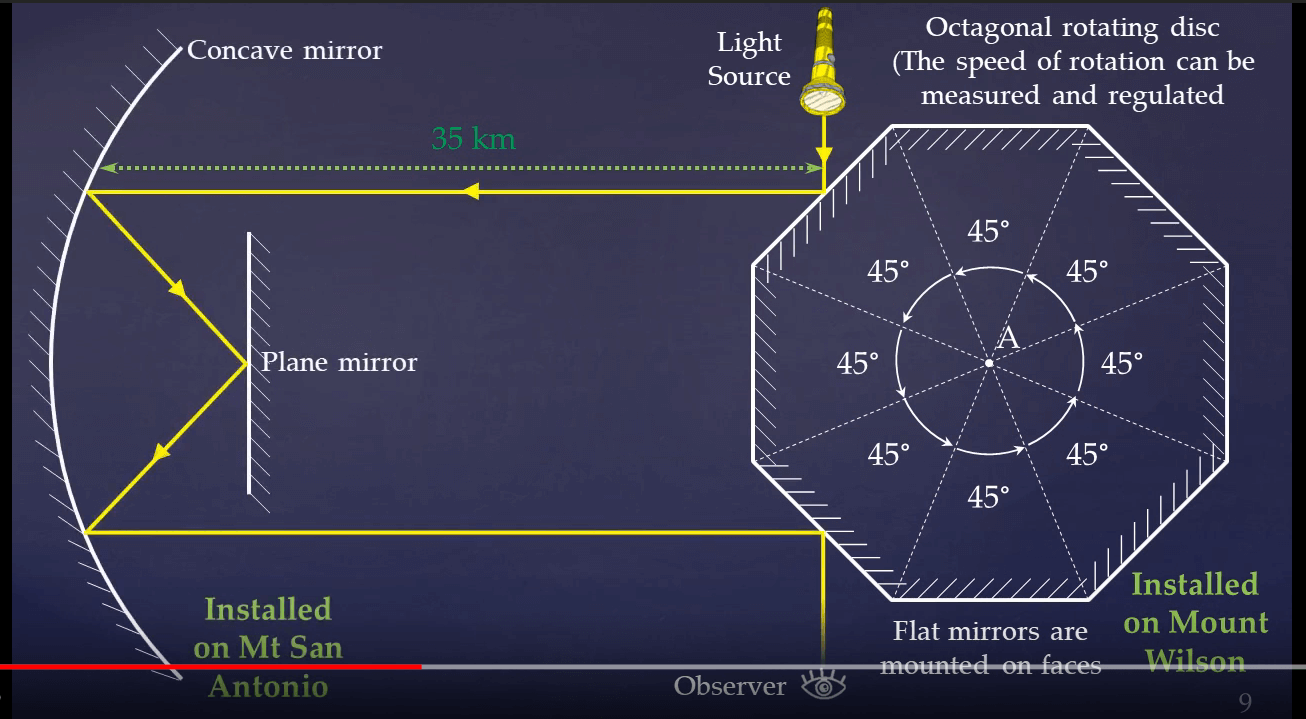 Concave mirror
Light
Source
Octagonal rotating disc
(The speed of rotation can be
measured and regulated
35 km
45°
45°
45°
A
Plane mirror
45°
45°
45°
45°
45°
Installed
on Mt San
Antonio
Installed
on Mount
Wilson
Flat mirrors are
mounted on faces
Observer
9